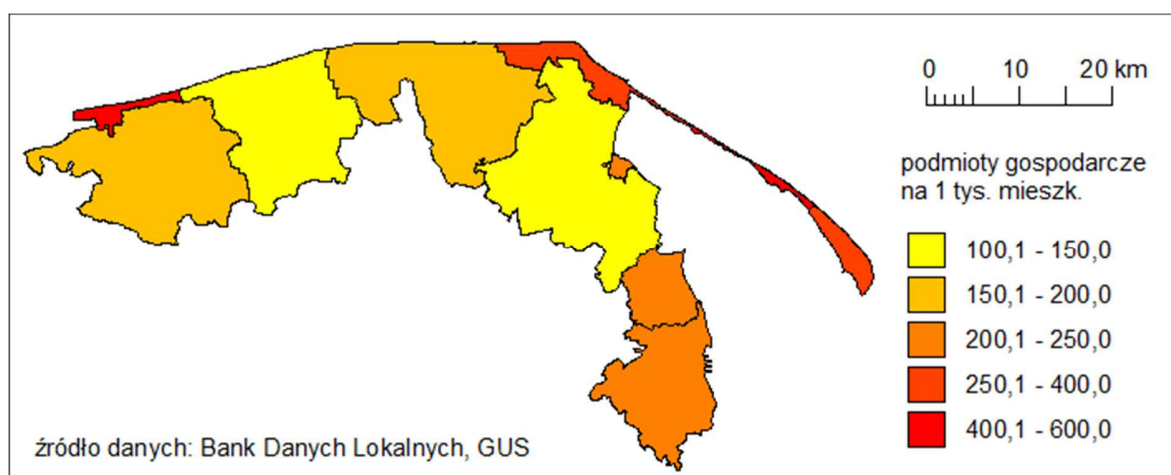 0 10 20 km
podmioty gospodarcze
na 1 tys. mieszk.
100,1 - 150,0
150,1 - 200,0
200,1 - 250,0
250,1 - 400,0
400,1 - 600,0
źródło danych: Bank Danych Lokalnych, GUS